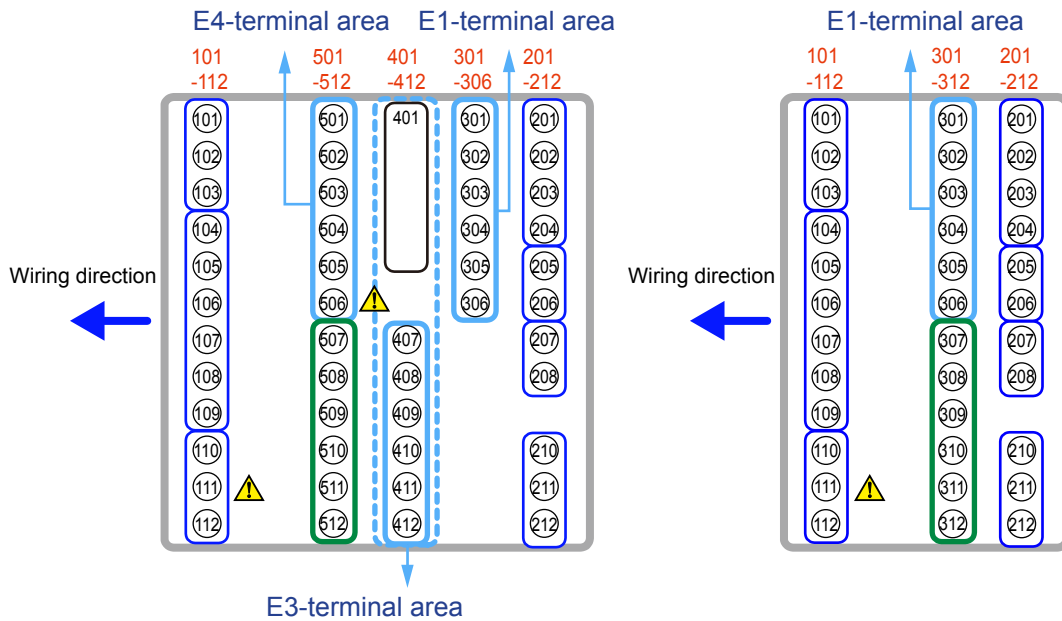 E4-terminal area E1-terminal area E1-terminal area
101 501 401 301 201 101 301 201
-112 -512 -412 -306 -212 -112 -312 -212
101 501 401 301 201 101 301 201
102 502 302 202 102 302 202
103 503 303 203 103 303 203
104 504 304 204 104 304 204
Wiring direction 105 505 305 205 Wiring direction 105 305 205
106 506 306 206 106 306 206
107 507 407 207 107 307 207
108 508 408 208 108 308 208
109 509 409 109 309
110 510 410 210 110 310 210
111 511 411 211 111 311 211
112 512 412 212 112 312 212
E3-terminal area